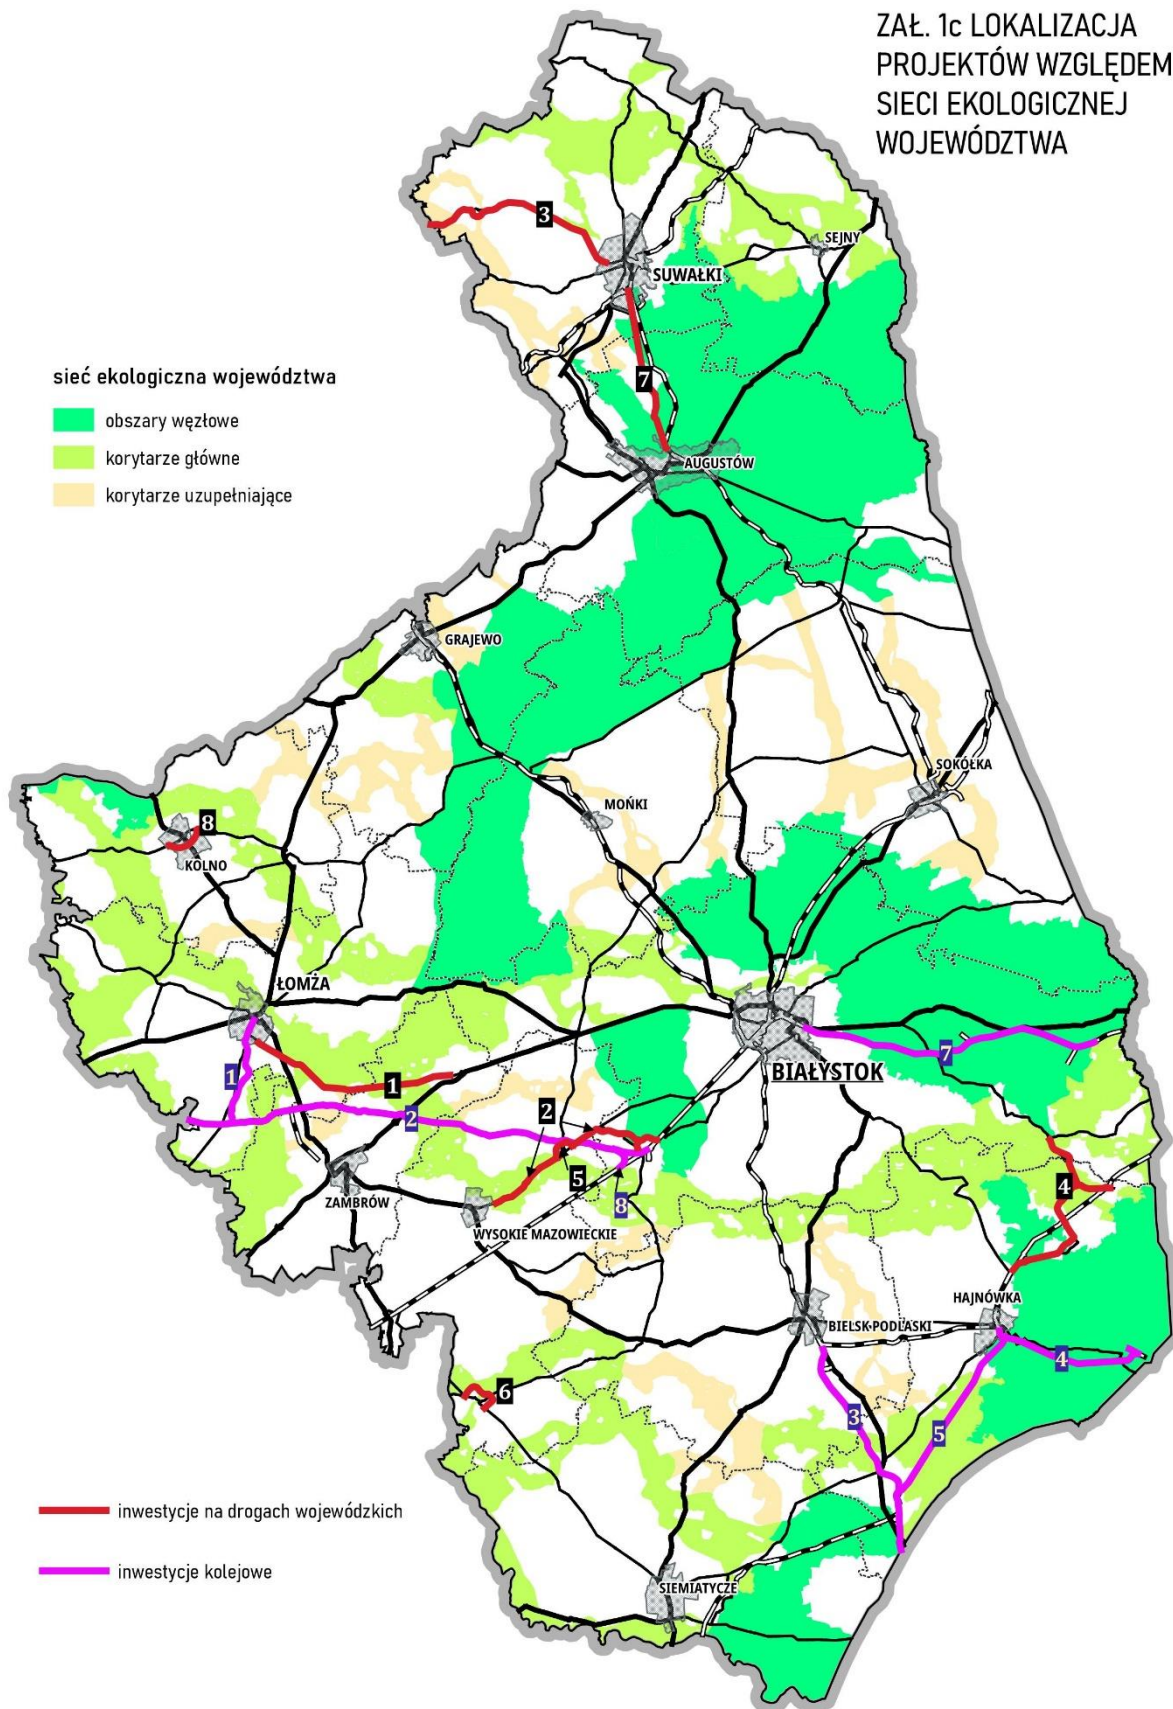 ZAŁ. 1c LOKALIZACJA
PROJEKTÓW WZGLĘDEM
SIECI EKOLOGICZNEJ
WOJEWÓDZTWA
3
SEJNY
SUWAŁKI
sieć ekologiczna województwa
7
obszary węzłowe
korytarze główne
AUGUSTÓW
korytarze uzupełniające
GRAJEWO
SOKÓŁKA
MOŃKI
8
KOLNO
ŁOMŻA
7
BIAŁYSTOK
1
1
2
2
5
4
8
ZAMBRÓW
WYSOKIE MAZOWIECKIE
HAJNÓWKA
BIELSK PODLASKI
4
6
3
5
inwestycje na drogach wojewódzkich
inwestycje kolejowe
SIEMIATYCZE